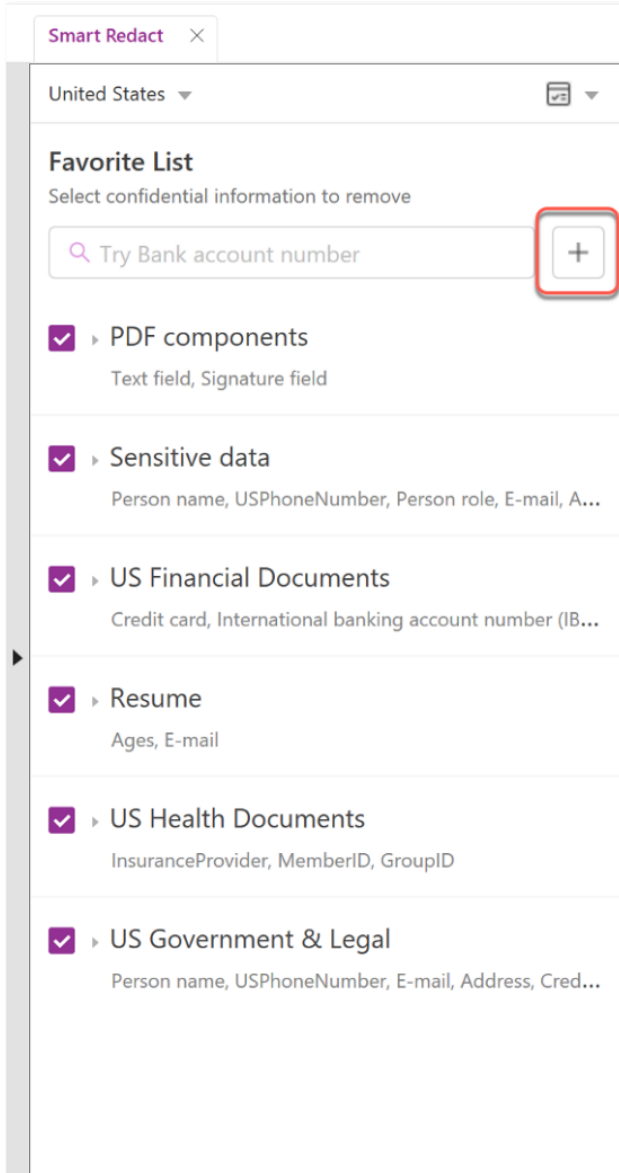 Smart Redact
United States
Favorite List
Select confidential information to remove
Try Bank account number
PDF components
Text field, Signature field
Sensitive data
Person name, USPhoneNumber, Person role, E-mail, A...
US Financial Documents
Credit card, International banking account number (IB...
Resume
Ages, E-mail
US Health Documents
InsuranceProvider, MemberID, GroupID
US Government & Legal
Person name, USPhoneNumber, E-mail, Address, Cred...